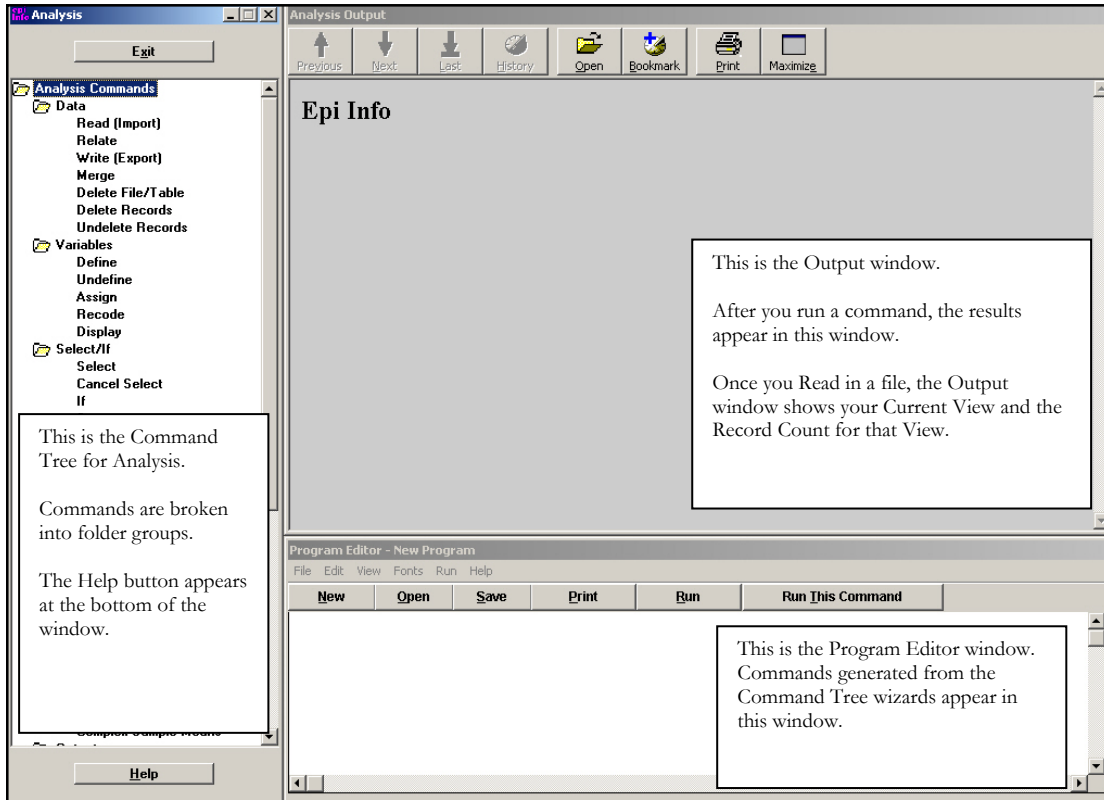 Epi Info Analysis
Exit
Analysis Commands
Data
Read (Import)
Relate
Write (Export)
Merge
Delete File/Table
Delete Records
Undelete Records
Variables
Define
Undefine
Assign
Recode
Display
Select/If
Select
Cancel Select
If
This is the Command
Tree for Analysis.
Commands are broken
into folder groups.
The Help button appears
at the bottom of the
window.
Help
Analysis Output
Previous Next Last History Open Bookmark Print Maximize
Epi Info
This is the Output window.
After you run a command, the results
appear in this window.
Once you Read in a file, the Output
window shows your Current View and the
Record Count for that View.
Program Editor - New Program
File Edit View Fonts Run Help
New Open Save Print Run Run This Command
This is the Program Editor window.
Commands generated from the
Command Tree wizards appear in
this window.